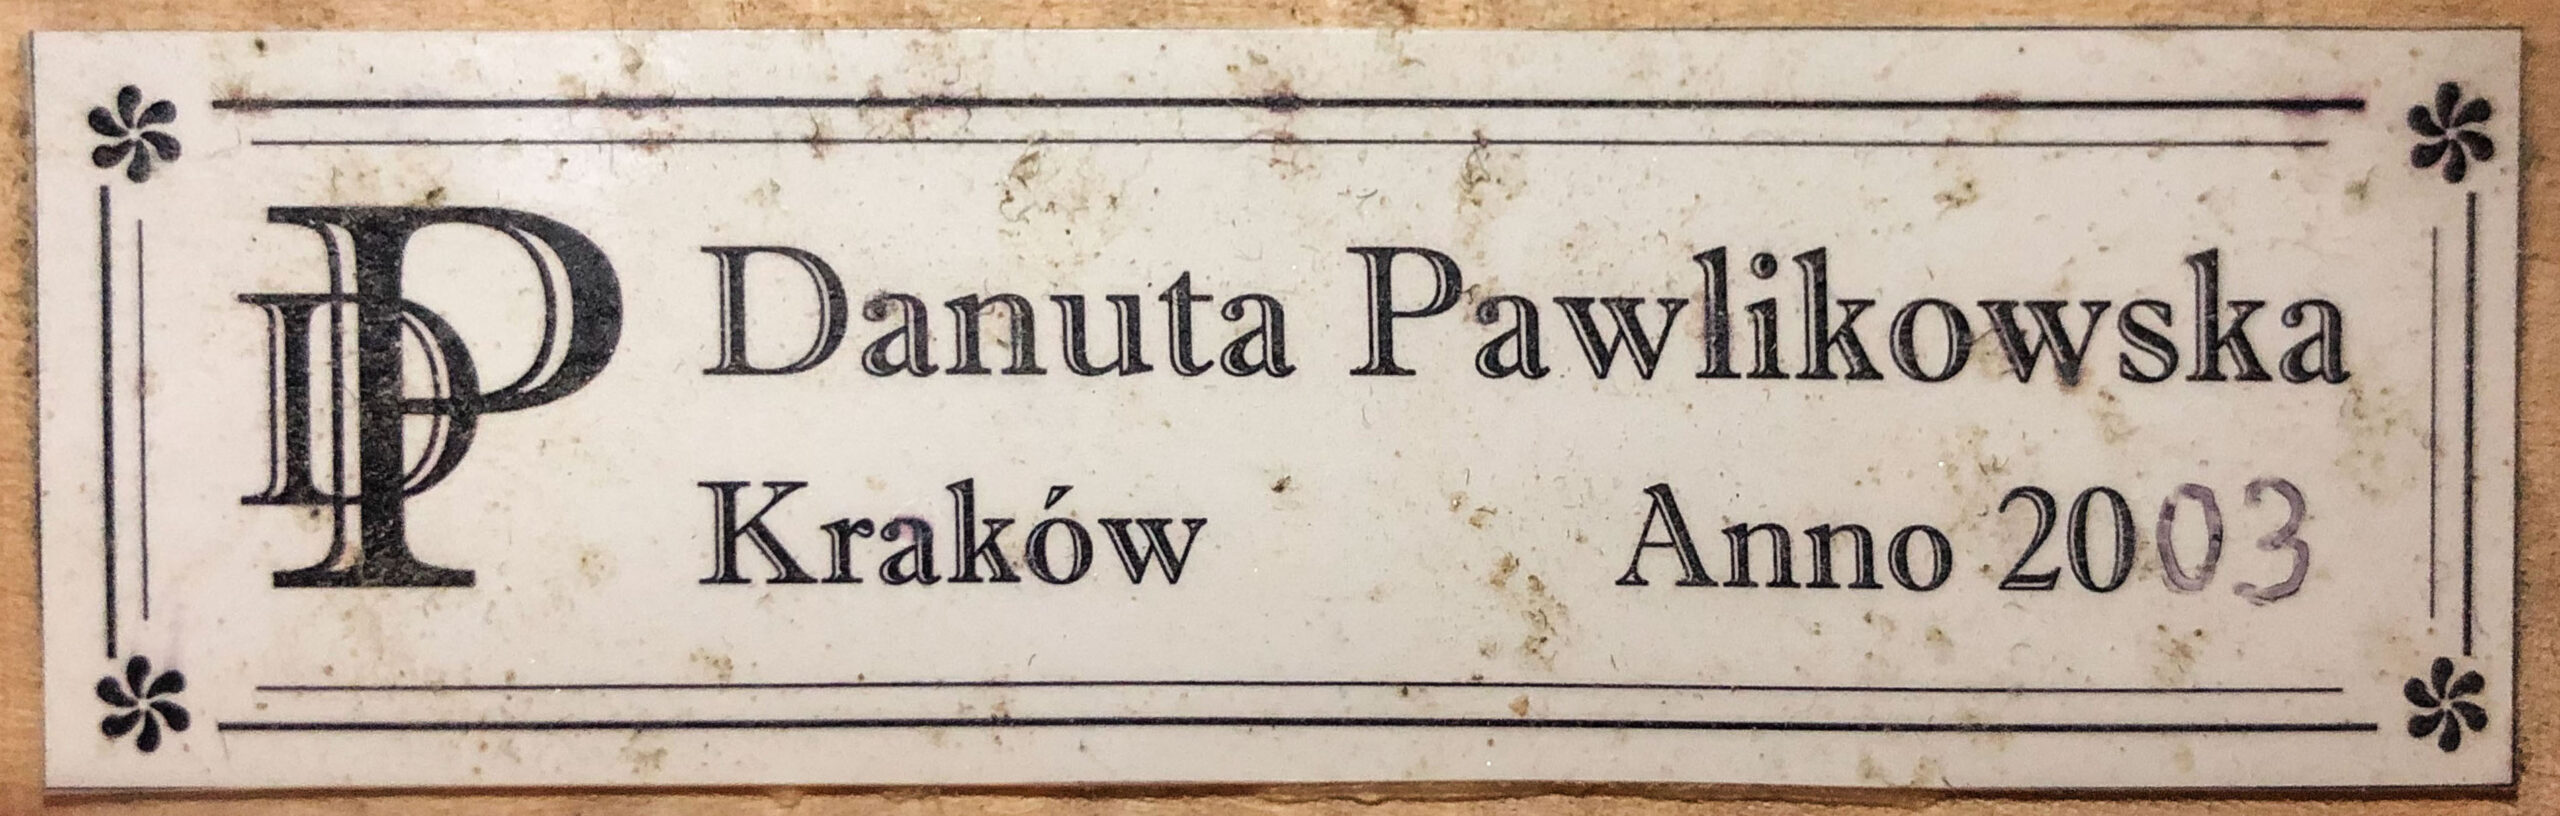 DP
Danuta Pawlikowska
Kraków Anno 2003